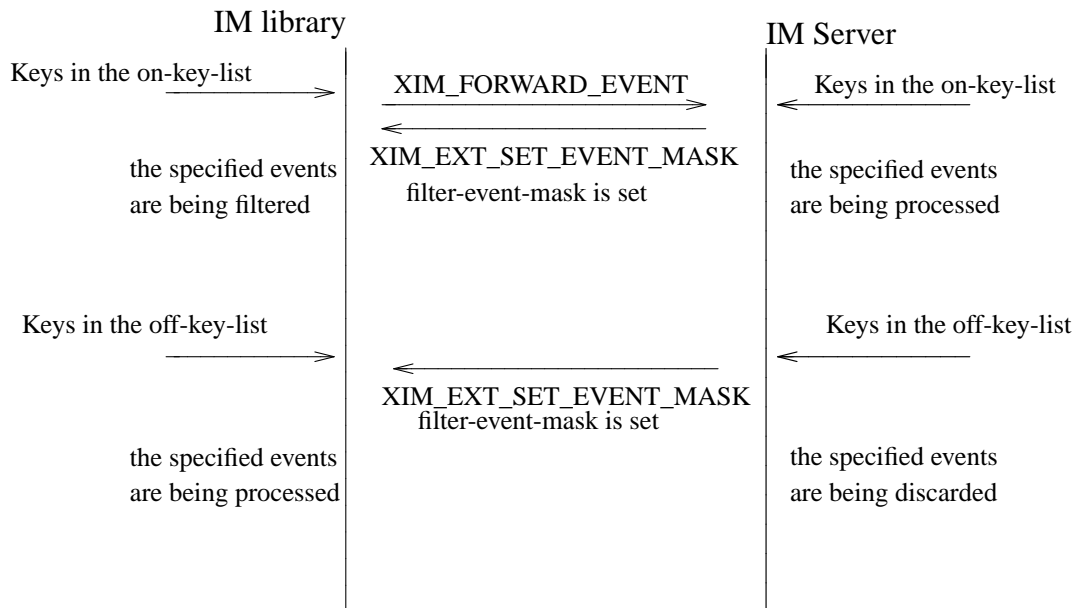 IM library
IM Server
Keys in the on-key-list
XIM_FORWARD_EVENT
Keys in the on-key-list
XIM_EXT_SET_EVENT_MASK
filter-event-mask is set
the specified events
are being filtered
the specified events
are being processed
Keys in the off-key-list
Keys in the off-key-list
XIM_EXT_SET_EVENT_MASK
filter-event-mask is set
the specified events
are being processed
the specified events
are being discarded